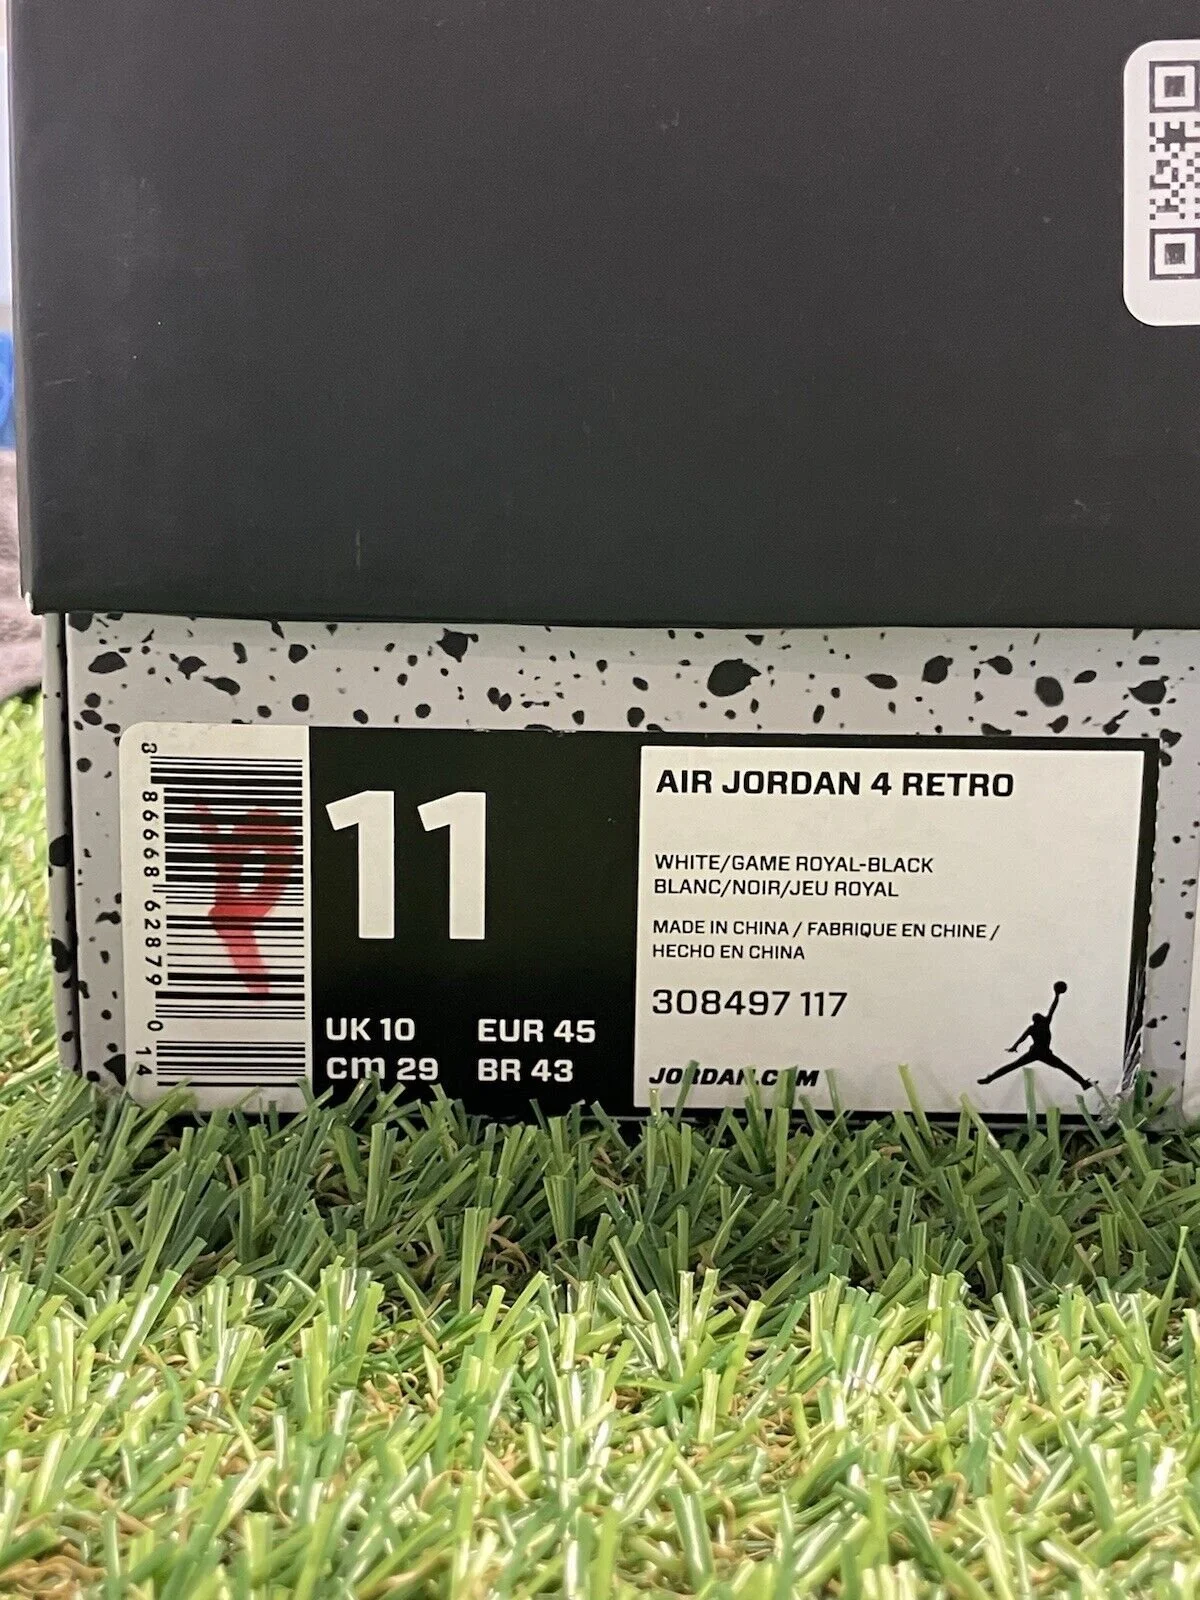 8 86668 62879 0 14
11
UK 10 EUR 45
cm 29 BR 43
AIR JORDAN 4 RETRO
WHITE/GAME ROYAL-BLACK
BLANC/NOIR/JEU ROYAL
MADE IN CHINA / FABRIQUE EN CHINE /
HECHO EN CHINA
308497 117
JORDAN.COM